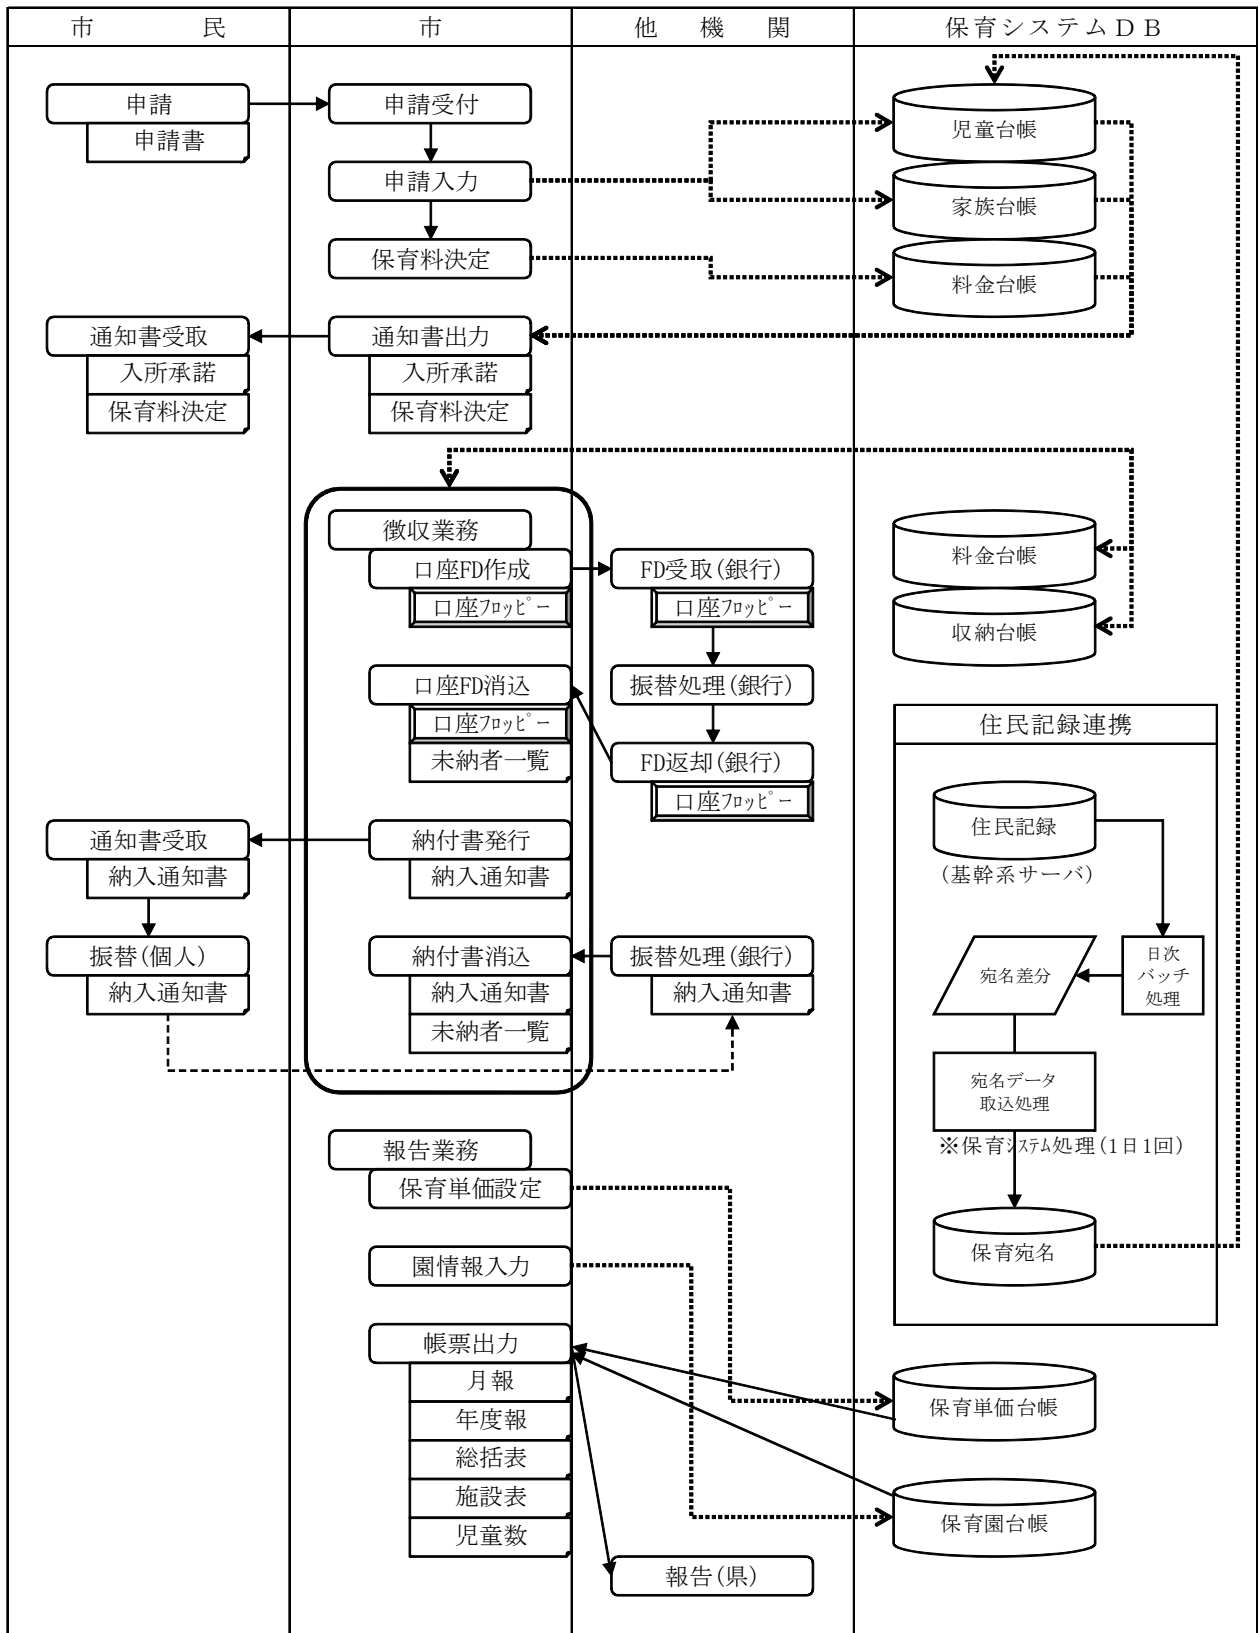 市　　　民
市
他　機　関
保育システムＤＢ
申請
申請書
申請受付
申請入力
保育料決定
児童台帳
家族台帳
料金台帳
通知書受取
入所承諾
保育料決定
通知書出力
入所承諾
保育料決定
徴収業務
口座FD作成
口座フロッピー
FD受取(銀行)
口座フロッピー
料金台帳
収納台帳
口座FD消込
口座フロッピー
未納者一覧
振替処理(銀行)
FD返却(銀行)
口座フロッピー
住民記録連携
住民記録
(基幹系サーバ)
日次
バッチ
処理
宛名差分
宛名データ
取込処理
※保育システム処理(1日1回)
保育宛名
通知書受取
納入通知書
納付書発行
納入通知書
振替(個人)
納入通知書
納付書消込
納入通知書
未納者一覧
振替処理(銀行)
納入通知書
報告業務
保育単価設定
園情報入力
帳票出力
月報
年度報
総括表
施設表
児童数
報告(県)
保育単価台帳
保育園台帳